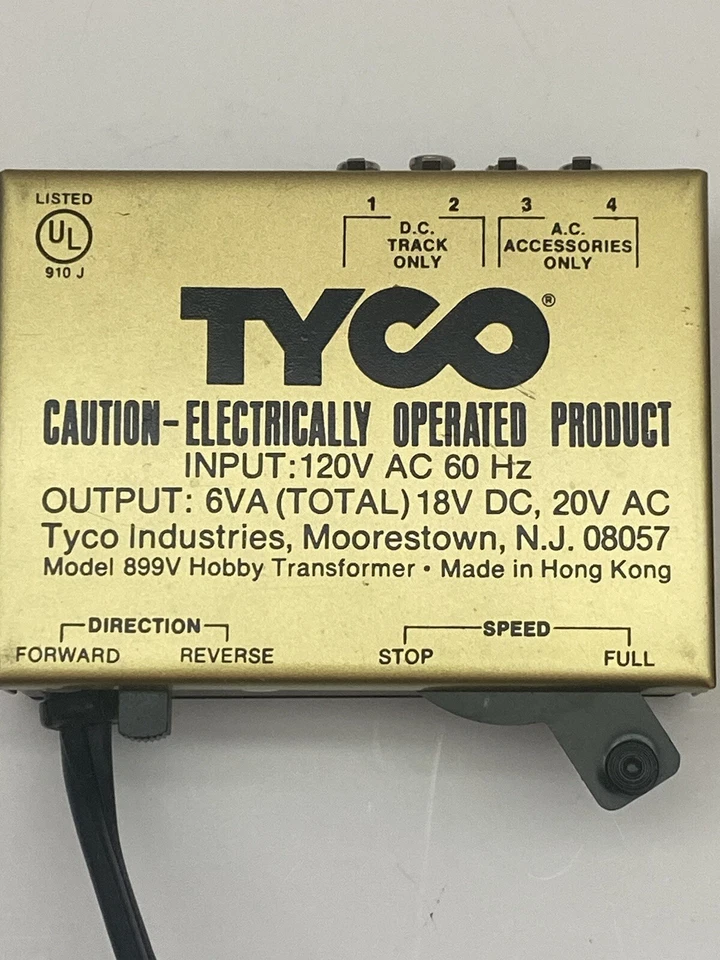 LISTED
UL
910 J
1 2 3 4
D.C. TRACK ONLY
A.C. ACCESSORIES ONLY
TYCO®
CAUTION-ELECTRICALLY OPERATED PRODUCT
INPUT: 120V AC 60 Hz
OUTPUT: 6VA (TOTAL) 18V DC, 20V AC
Tyco Industries, Moorestown, N.J. 08057
Model 899V Hobby Transformer • Made in Hong Kong
DIRECTION
FORWARD REVERSE
SPEED
STOP FULL